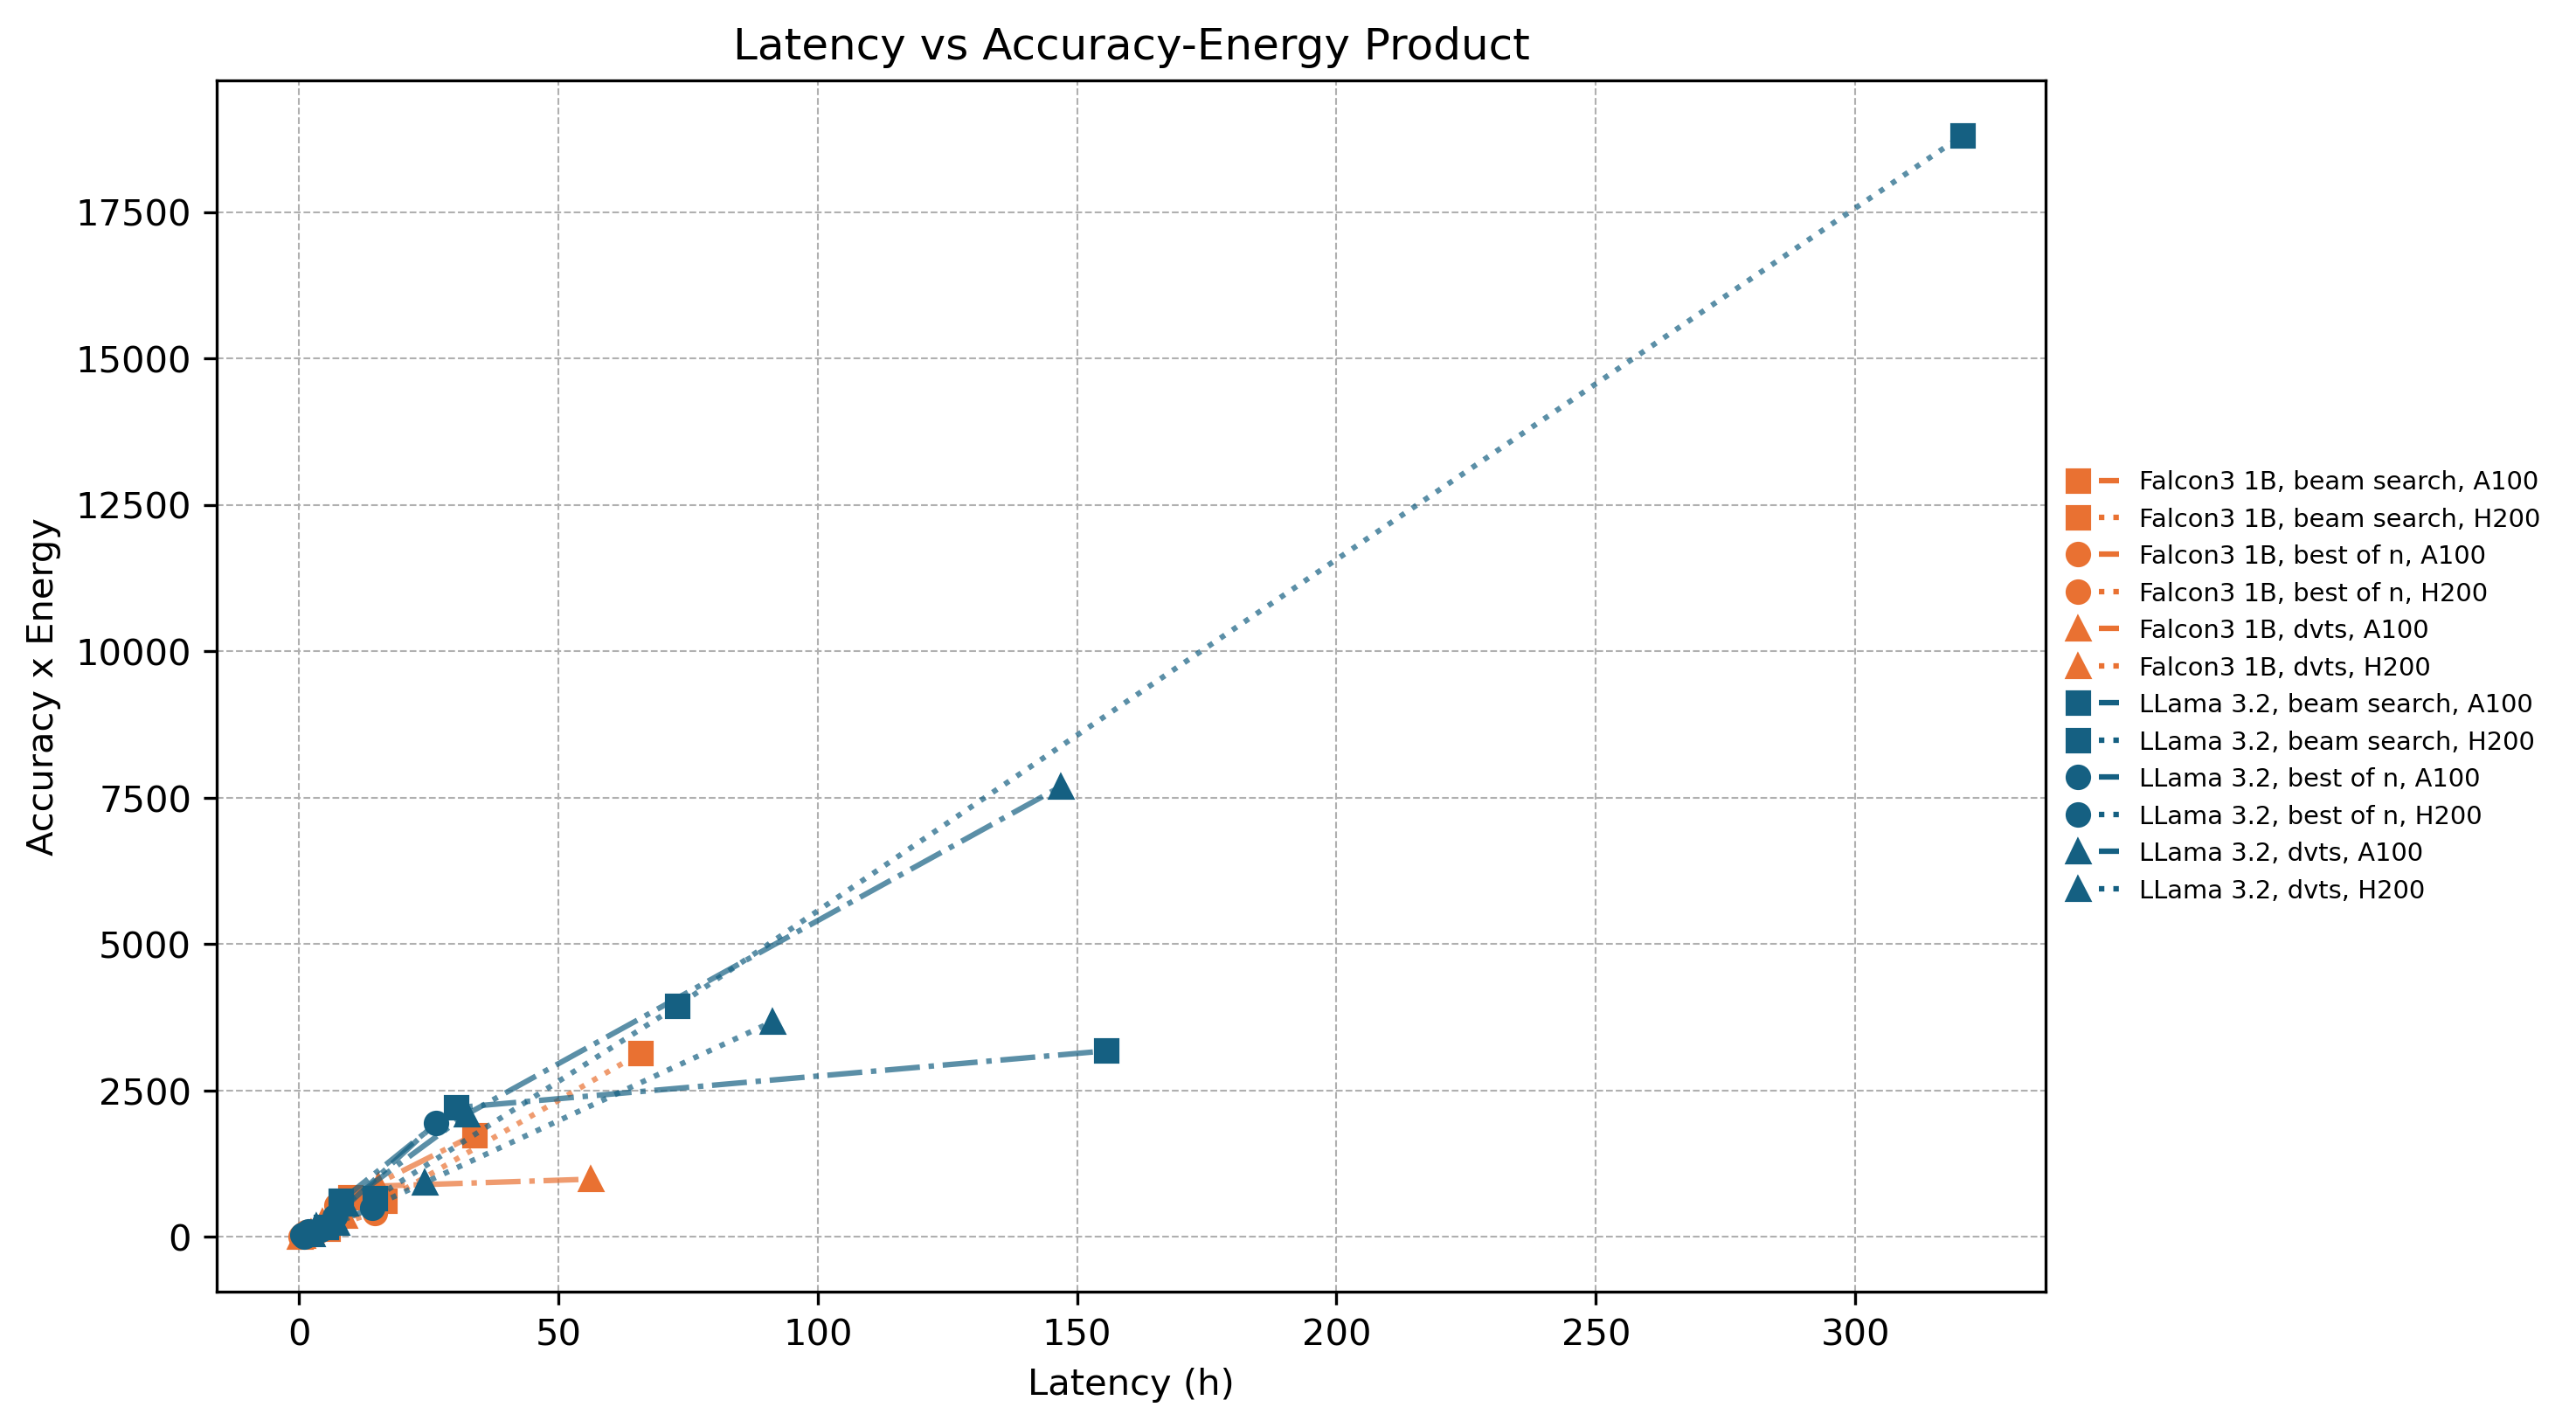 Latency vs Accuracy-Energy Product
Accuracy x Energy
17500
15000
12500
10000
7500
5000
2500
0
0
50
100
150
200
250
300
Latency (h)
Falcon3 1B, beam search, A100
Falcon3 1B, beam search, H200
Falcon3 1B, best of n, A100
Falcon3 1B, best of n, H200
Falcon3 1B, dvts, A100
Falcon3 1B, dvts, H200
LLama 3.2, beam search, A100
LLama 3.2, beam search, H200
LLama 3.2, best of n, A100
LLama 3.2, best of n, H200
LLama 3.2, dvts, A100
LLama 3.2, dvts, H200